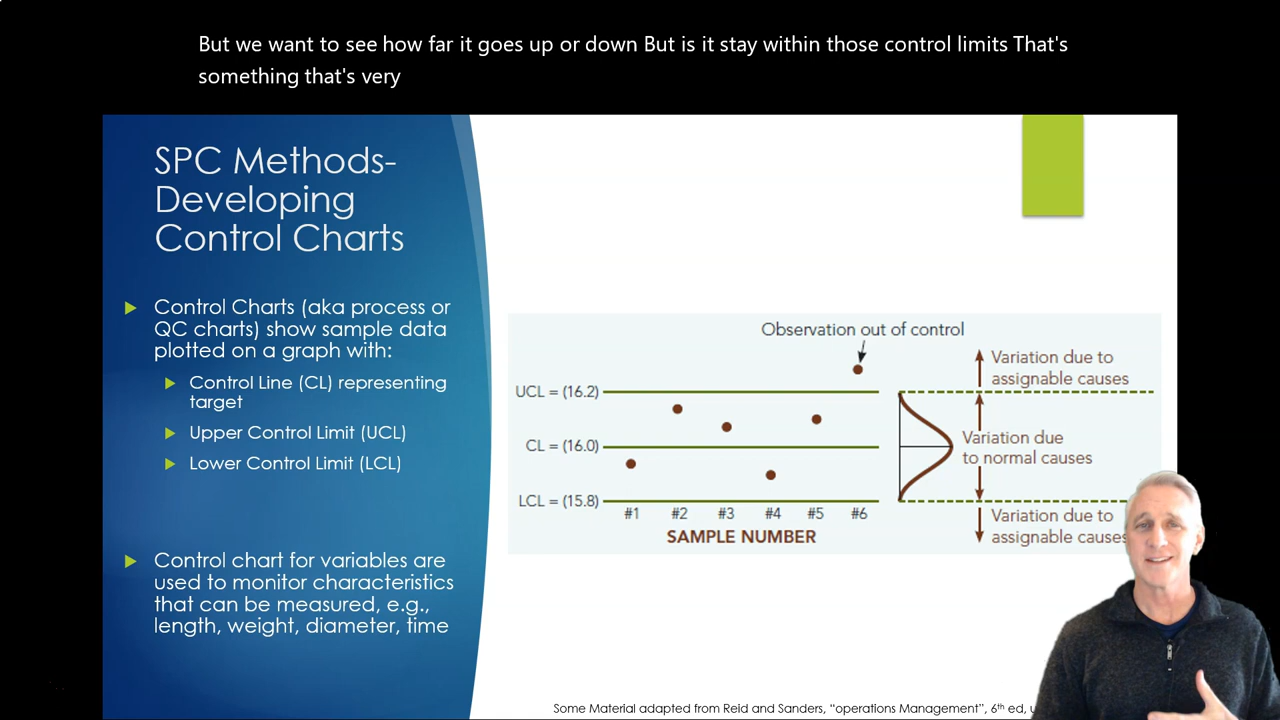 But we want to see how far it goes up or down But is it stay within those control limits That's
something that's very
SPC Methods-
Developing
Control Charts
Control Charts (aka process or
QC charts) show sample data
plotted on a graph with:
Control Line (CL) representing
target
Upper Control Limit (UCL)
Lower Control Limit (LCL)
Control chart for variables are
used to monitor characteristics
that can be measured, e.g.,
length, weight, diameter, time
Observation out of control
UCL = (16.2)
CL = (16.0)
LCL = (15.8)
#1 #2 #3 #4 #5 #6
SAMPLE NUMBER
Variation due to
assignable causes
Variation due
to normal causes
Variation due to
assignable causes
Some Material adapted from Reid and Sanders, “operations Management”, 6th ed,